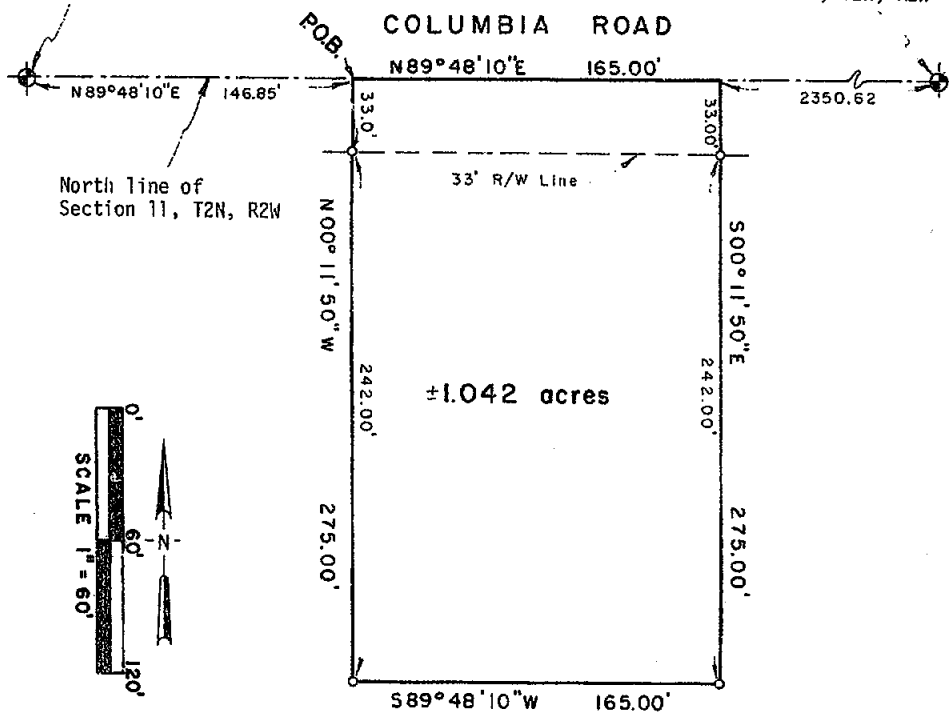 COLUMBIA ROAD
P.O.B.
N89°48'10"E 165.00'
N89°48'10"E 146.85'
2350.62
33.0'
33.00'
33' R/W Line
North line of
Section 11, T2N, R2W
N00°11'50"W
S00°11'50"E
242.00'
242.00'
±1.042 acres
275.00'
275.00'
0'
60'
120'
SCALE 1" = 60'
N
S89°48'10"W 165.00'